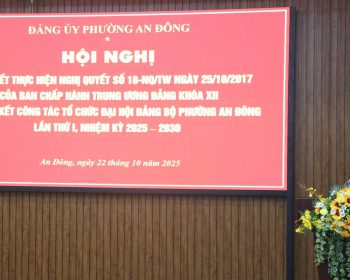 ĐẢNG ỦY PHƯỜNG AN ĐÔNG
HỘI NGHỊ
KẾT THỰC HIỆN NGHỊ QUYẾT SỐ 18-NQ/TW NGÀY 25/10/2017
CỦA BAN CHẤP HÀNH TRUNG ƯƠNG ĐẢNG KHÓA XII
KẾT CÔNG TÁC TỔ CHỨC ĐẠI HỘI ĐẢNG BỘ PHƯỜNG AN ĐÔNG
LẦN THỨ I, NHIỆM KỲ 2025 - 2030
An Đông, ngày 22 tháng 10 năm 2025